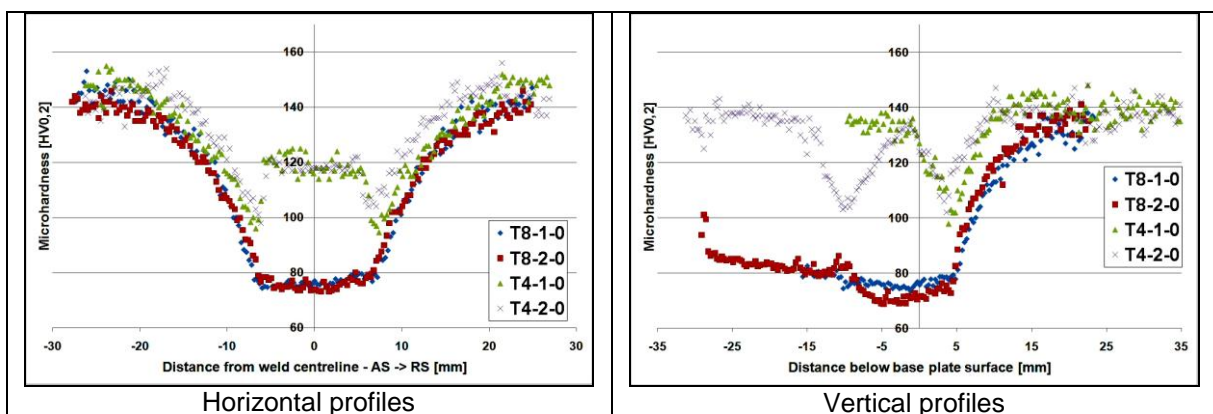 160
140
120
100
80
60
Microhardness [HV0,2]
T8-1-0
T8-2-0
T4-1-0
T4-2-0
-30 -20 -10 0 10 20 30
Distance from weld centreline - AS -> RS [mm]
Horizontal profiles
160
140
120
100
80
60
Microhardness [HV0,2]
T8-1-0
T8-2-0
T4-1-0
T4-2-0
-35 -25 -15 -5 5 15 25 35
Distance below base plate surface [mm]
Vertical profiles